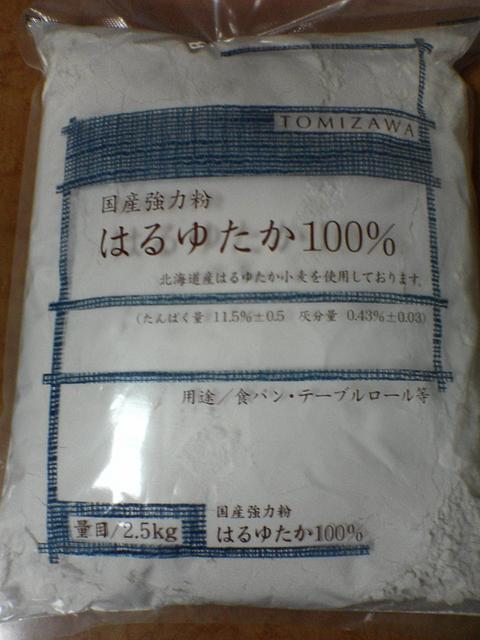 TOMIZAWA
国産強力粉
はるゆたか100%
北海道産はるゆたか小麦を使用しております。
(たんぱく量 11.5%±0.5 灰分量 0.43%±0.03)
用途/食パン・テーブルロール等
量目/2.5kg
国産強力粉
はるゆたか100%